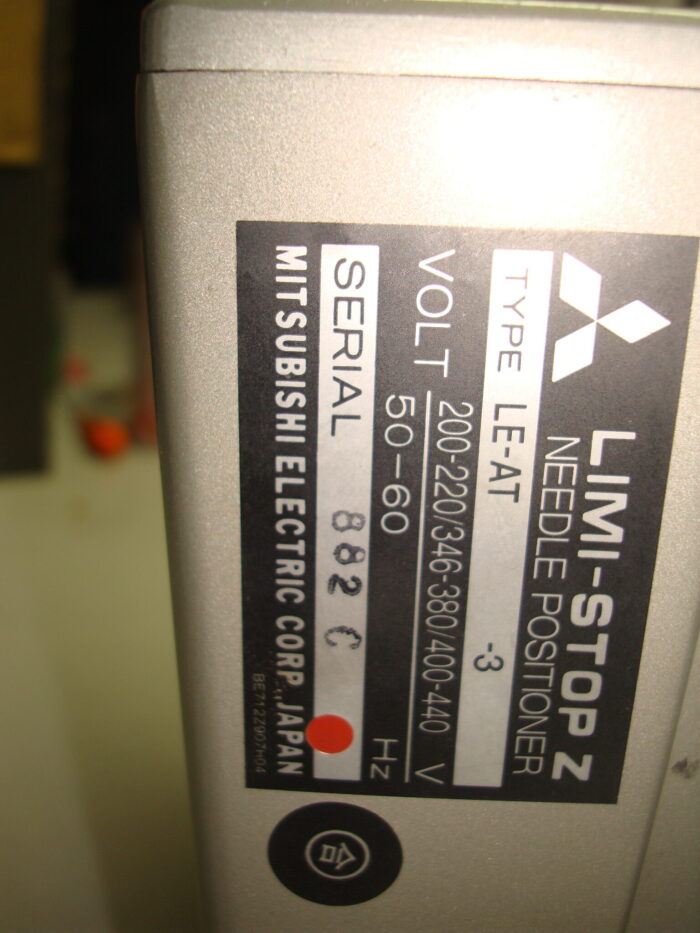 LIMI-STOP Z
NEEDLE POSITIONER
TYPE LE-AT -3
VOLT 200-220/346-380/400-440 V
50-60 Hz
SERIAL 882 C
MITSUBISHI ELECTRIC CORP. JAPAN
合